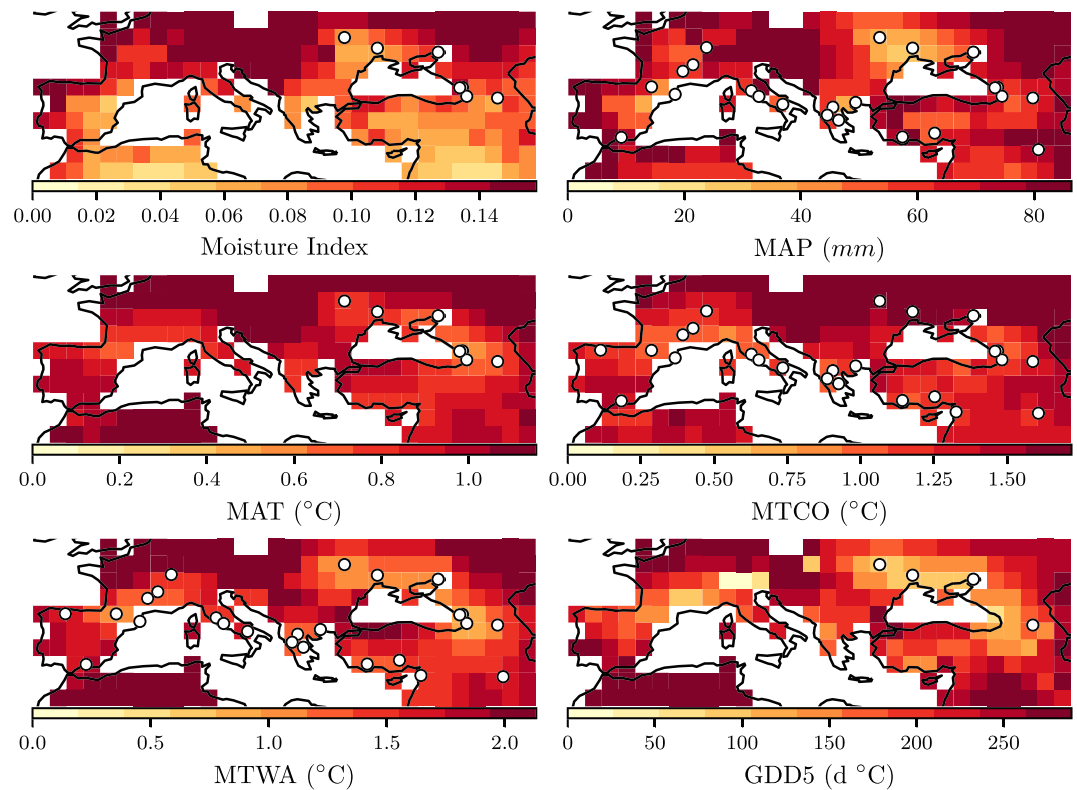 0.00 0.02 0.04 0.06 0.08 0.10 0.12 0.14
Moisture Index
0 20 40 60 80
MAP (mm)
0.0 0.2 0.4 0.6 0.8 1.0
MAT (°C)
0.00 0.25 0.50 0.75 1.00 1.25 1.50
MTCO (°C)
0.0 0.5 1.0 1.5 2.0
MTWA (°C)
0 50 100 150 200 250
GDD5 (d °C)